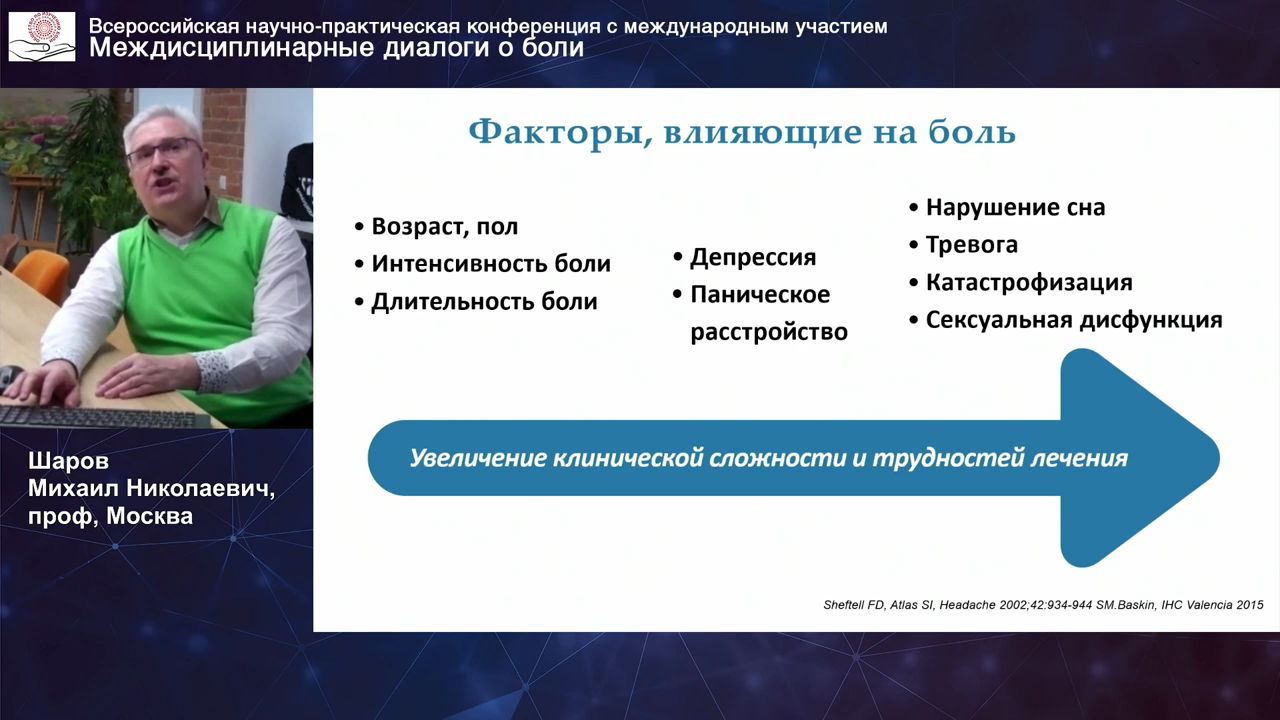 Всероссийская научно-практическая конференция с международным участием
Междисциплинарные диалоги о боли
Факторы, влияющие на боль
• Возраст, пол
• Интенсивность боли
• Длительность боли
• Депрессия
• Паническое
расстройство
• Нарушение сна
• Тревога
• Катастрофизация
• Сексуальная дисфункция
Увеличение клинической сложности и трудностей лечения
Sheftell FD, Atlas SI, Headache 2002;42:934-944 SM.Baskin, IHC Valencia 2015
Шаров
Михаил Николаевич,
проф, Москва